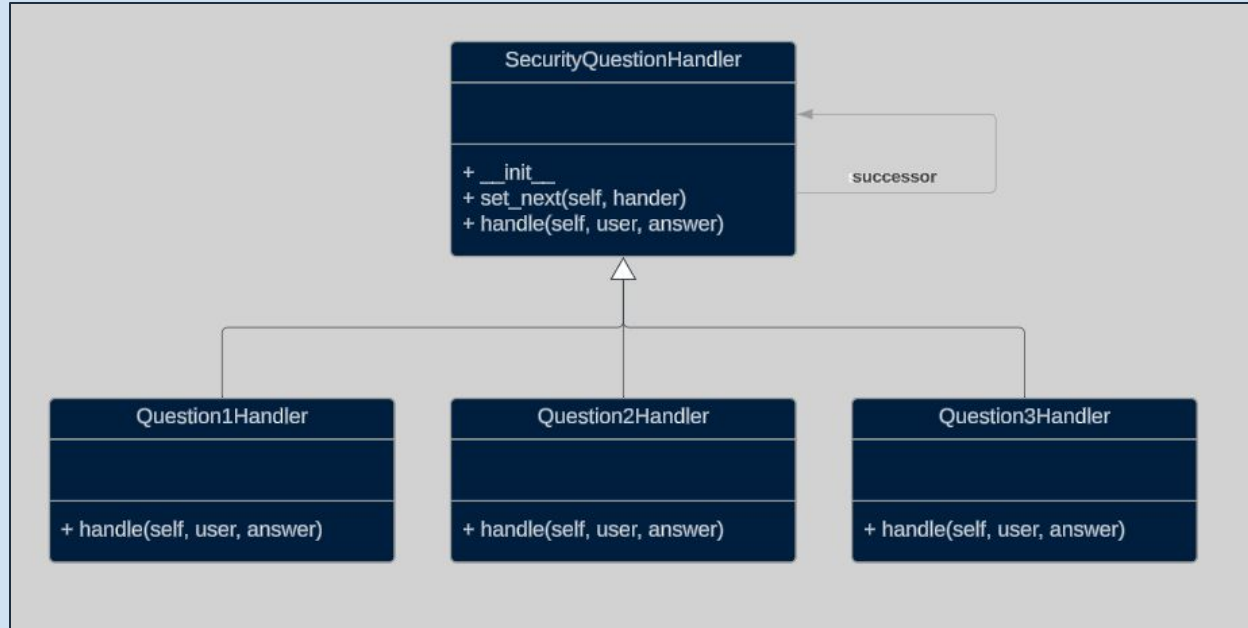 SecurityQuestionHandler
+ __init__
+ set_next(self, hander)
+ handle(self, user, answer)
successor
Question1Handler
+ handle(self, user, answer)
Question2Handler
+ handle(self, user, answer)
Question3Handler
+ handle(self, user, answer)